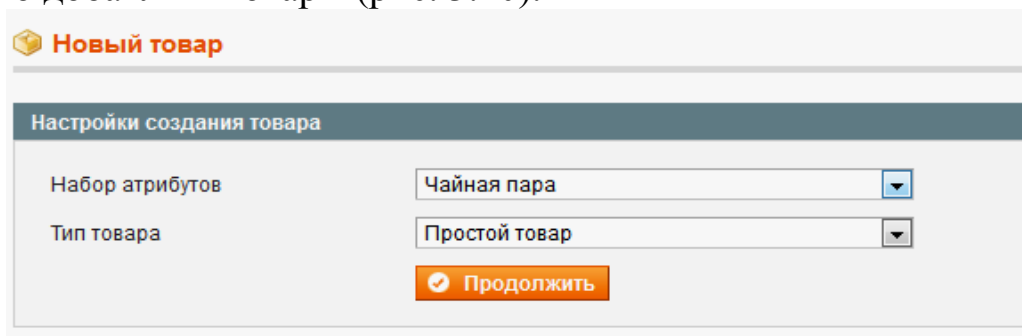 Новый товар
Настройки создания товара
Набор атрибутов Чайная пара
Тип товара Простой товар
Продолжить